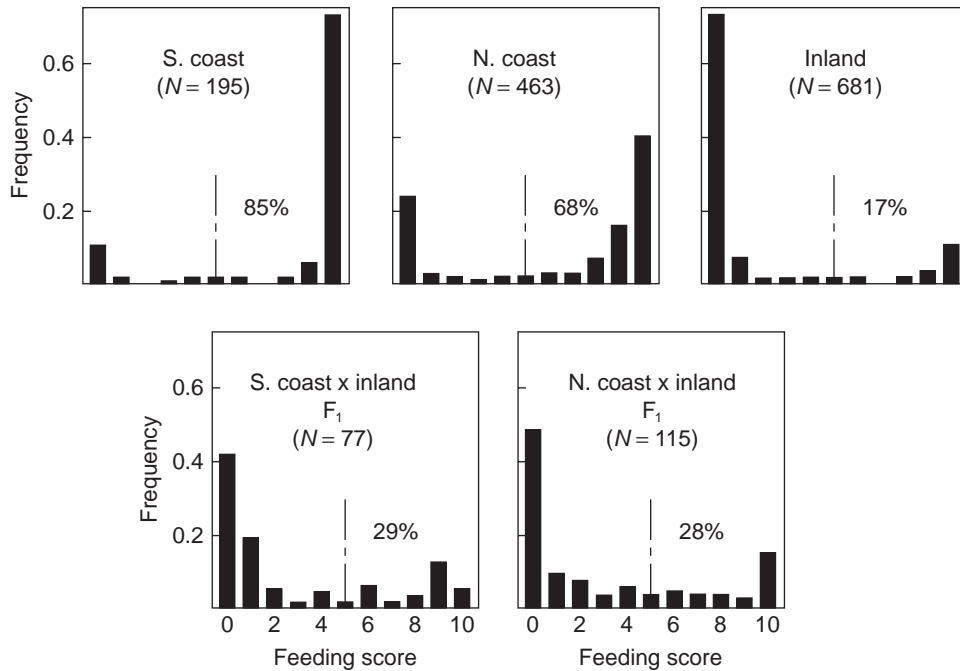 S. coast
(N = 195)
85%
0.6
0.4
0.2
Frequency
N. coast
(N = 463)
68%
Inland
(N = 681)
17%
S. coast x inland
F₁
(N = 77)
29%
0.6
0.4
0.2
Frequency
0 2 4 6 8 10
Feeding score
N. coast x inland
F₁
(N = 115)
28%
0 2 4 6 8 10
Feeding score